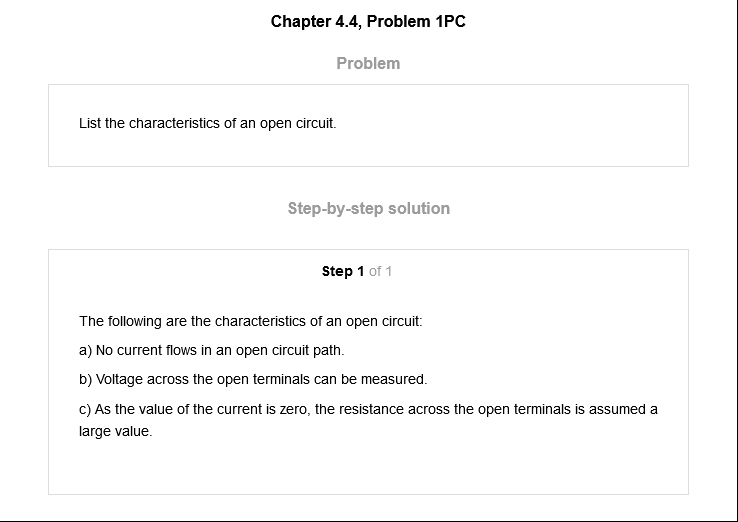 Chapter 4.4, Problem 1PC
Problem
List the characteristics of an open circuit.
Step-by-step solution
Step 1 of 1
The following are the characteristics of an open circuit:
a) No current flows in an open circuit path.
b) Voltage across the open terminals can be measured.
c) As the value of the current is zero, the resistance across the open terminals is assumed a
large value.